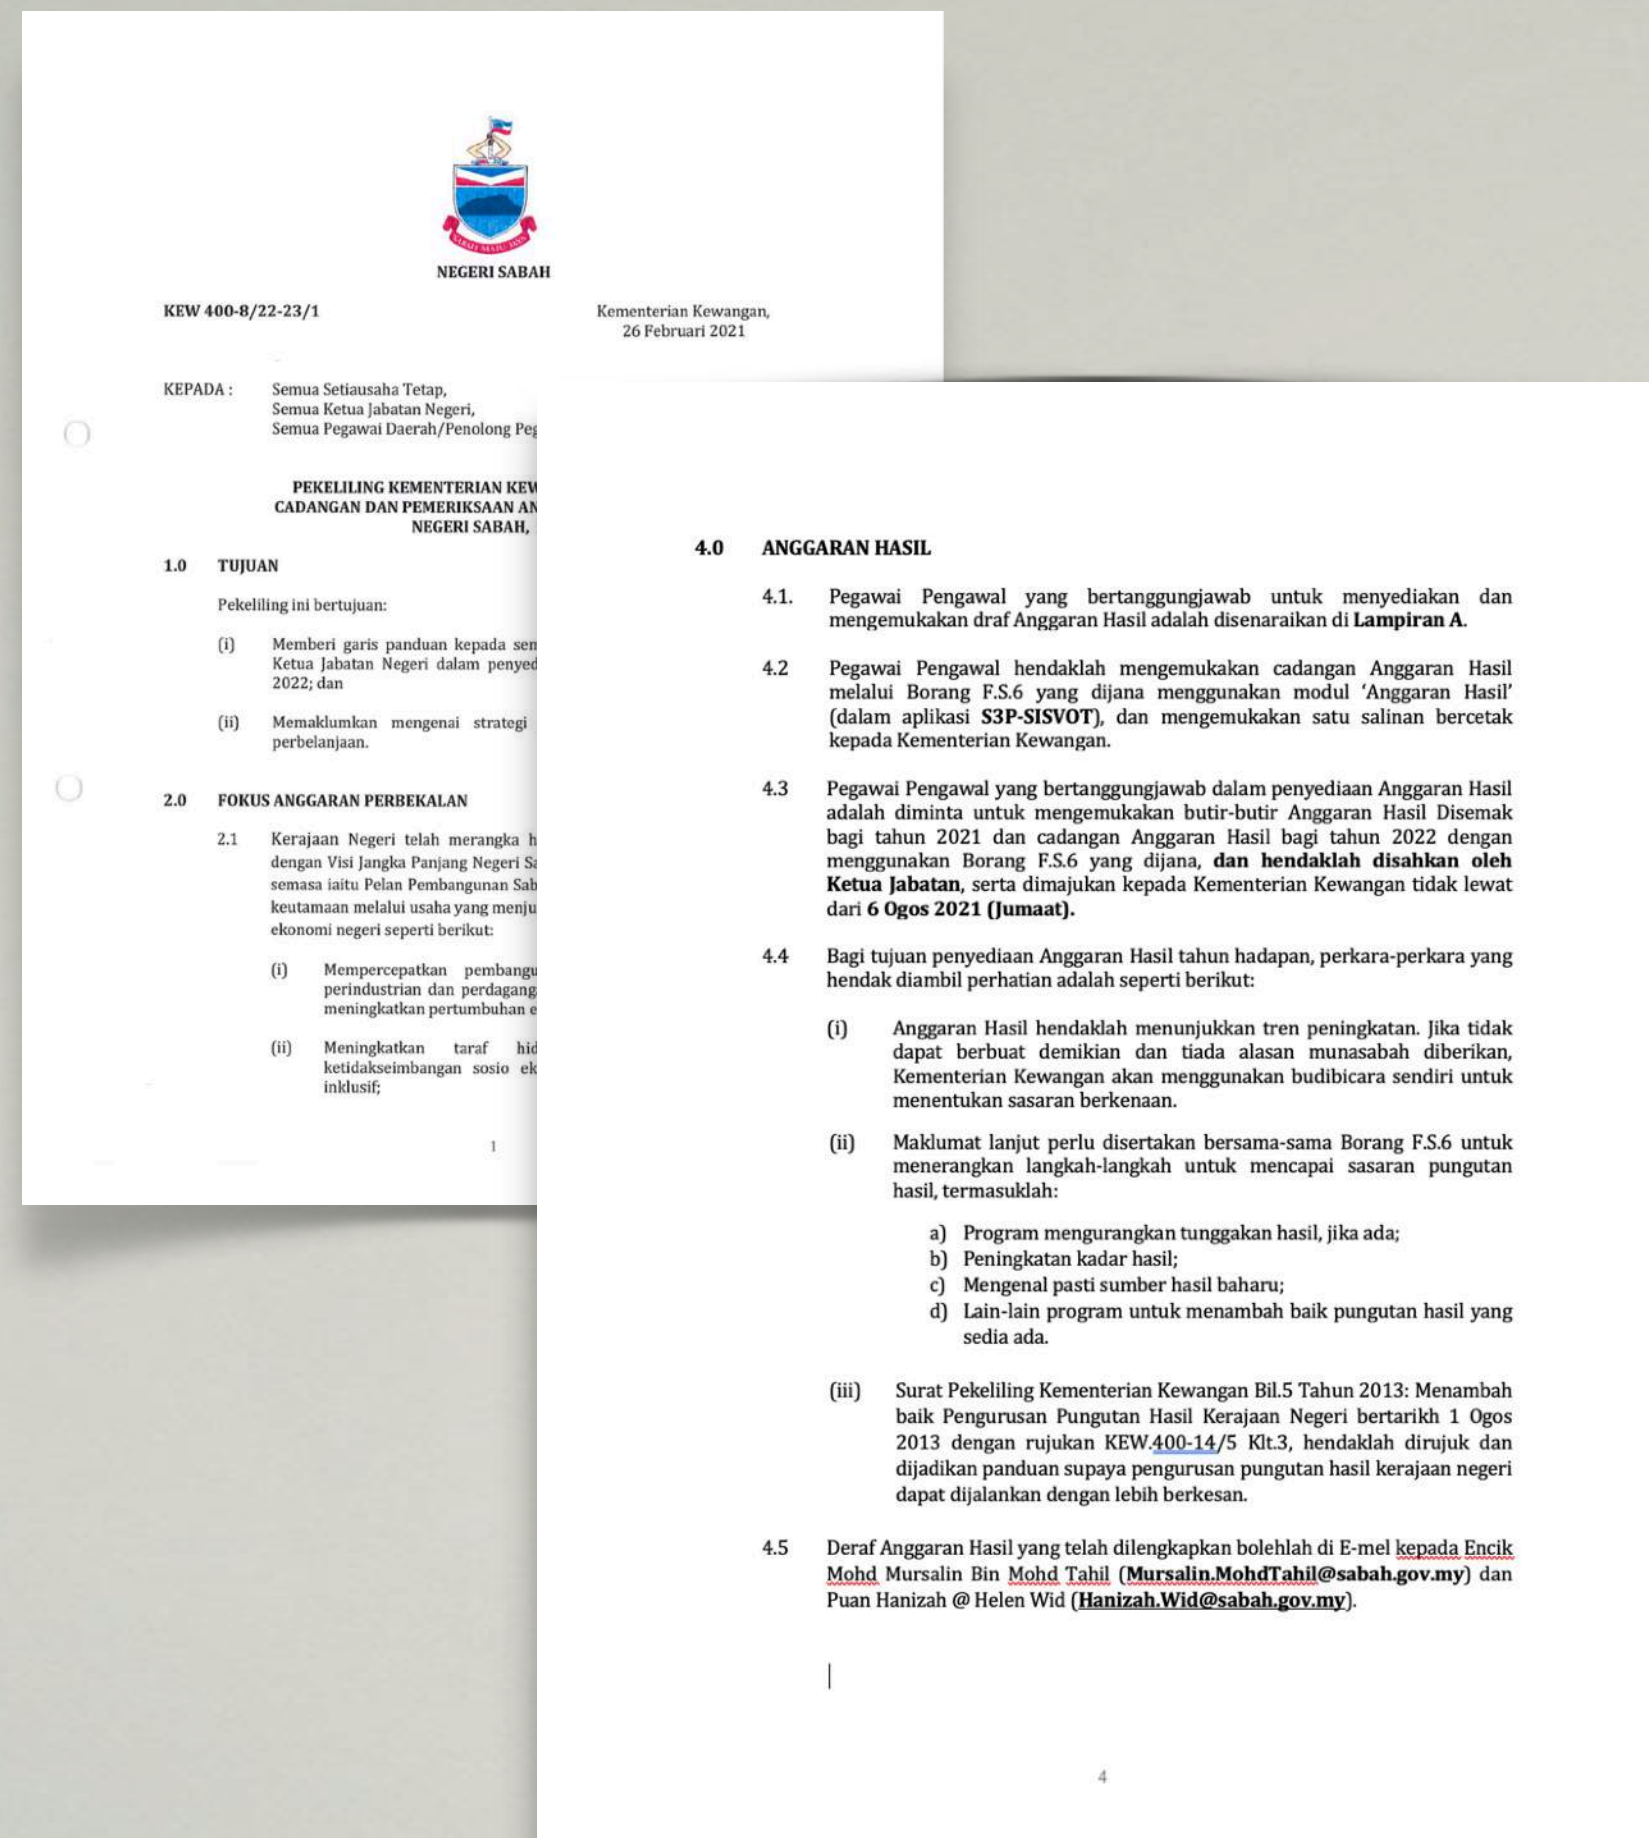 SABAH MAJU JAYA
NEGERI SABAH
KEW 400-8/22-23/1
Kementerian Kewangan,
26 Februari 2021
KEPADA :
Semua Setiausaha Tetap,
Semua Ketua Jabatan Negeri,
Semua Pegawai Daerah/Penolong
PEKELILING KEMENTERIAN
CADANGAN DAN PEMERIKSAAN
NEGERI SABAH,
1.0 TUJUAN
Pekeliling ini bertujuan:
(i) Memberi garis panduan kepada
Ketua Jabatan Negeri dalam
2022; dan
(ii) Memaklumkan mengenai strategi
perbelanjaan.
2.0 FOKUS ANGGARAN PERBEKALAN
2.1 Kerajaan Negeri telah merangka
dengan Visi Jangka Panjang Negeri
semasa iaitu Pelan Pembangunan
keutamaan melalui usaha yang
ekonomi negeri seperti berikut:
(i) Mempercepatkan
perindustrian dan
meningkatkan pertumbuhan
(ii) Meningkatkan taraf
ketidakseimbangan sosio
inklusif;
1
4.0 ANGGARAN HASIL
4.1. Pegawai Pengawal yang bertanggungjawab untuk menyediakan dan
mengemukakan draf Anggaran Hasil adalah disenaraikan di Lampiran A.
4.2 Pegawai Pengawal hendaklah mengemukakan cadangan Anggaran Hasil
melalui Borang F.S.6 yang dijana menggunakan modul ‘Anggaran Hasil’
(dalam aplikasi S3P-SISVOT), dan mengemukakan satu salinan bercetak
kepada Kementerian Kewangan.
4.3 Pegawai Pengawal yang bertanggungjawab dalam penyediaan Anggaran Hasil
adalah diminta untuk mengemukakan butir-butir Anggaran Hasil Disemak
bagi tahun 2021 dan cadangan Anggaran Hasil bagi tahun 2022 dengan
menggunakan Borang F.S.6 yang dijana, dan hendaklah disahkan oleh
Ketua Jabatan, serta dimajukan kepada Kementerian Kewangan tidak lewat
dari 6 Ogos 2021 (Jumaat).
4.4 Bagi tujuan penyediaan Anggaran Hasil tahun hadapan, perkara-perkara yang
hendak diambil perhatian adalah seperti berikut:
(i) Anggaran Hasil hendaklah menunjukkan tren peningkatan. Jika tidak
dapat berbuat demikian dan tiada alasan munasabah diberikan,
Kementerian Kewangan akan menggunakan budibicara sendiri untuk
menentukan sasaran berkenaan.
(ii) Maklumat lanjut perlu disertakan bersama-sama Borang F.S.6 untuk
menerangkan langkah-langkah untuk mencapai sasaran pungutan
hasil, termasuklah:
a) Program mengurangkan tunggakan hasil, jika ada;
b) Peningkatan kadar hasil;
c) Mengenal pasti sumber hasil baharu;
d) Lain-lain program untuk menambah baik pungutan hasil yang
sedia ada.
(iii) Surat Pekeliling Kementerian Kewangan Bil.5 Tahun 2013: Menambah
baik Pengurusan Pungutan Hasil Kerajaan Negeri bertarikh 1 Ogos
2013 dengan rujukan KEW.400-14/5 Klt.3, hendaklah dirujuk dan
dijadikan panduan supaya pengurusan pungutan hasil kerajaan negeri
dapat dijalankan dengan lebih berkesan.
4.5 Deraf Anggaran Hasil yang telah dilengkapkan bolehlah di E-mel kepada Encik
Mohd Mursalin Bin Mohd Tahil (Mursalin.MohdTahil@sabah.gov.my) dan
Puan Hanizah @ Helen Wid (Hanizah.Wid@sabah.gov.my).
4